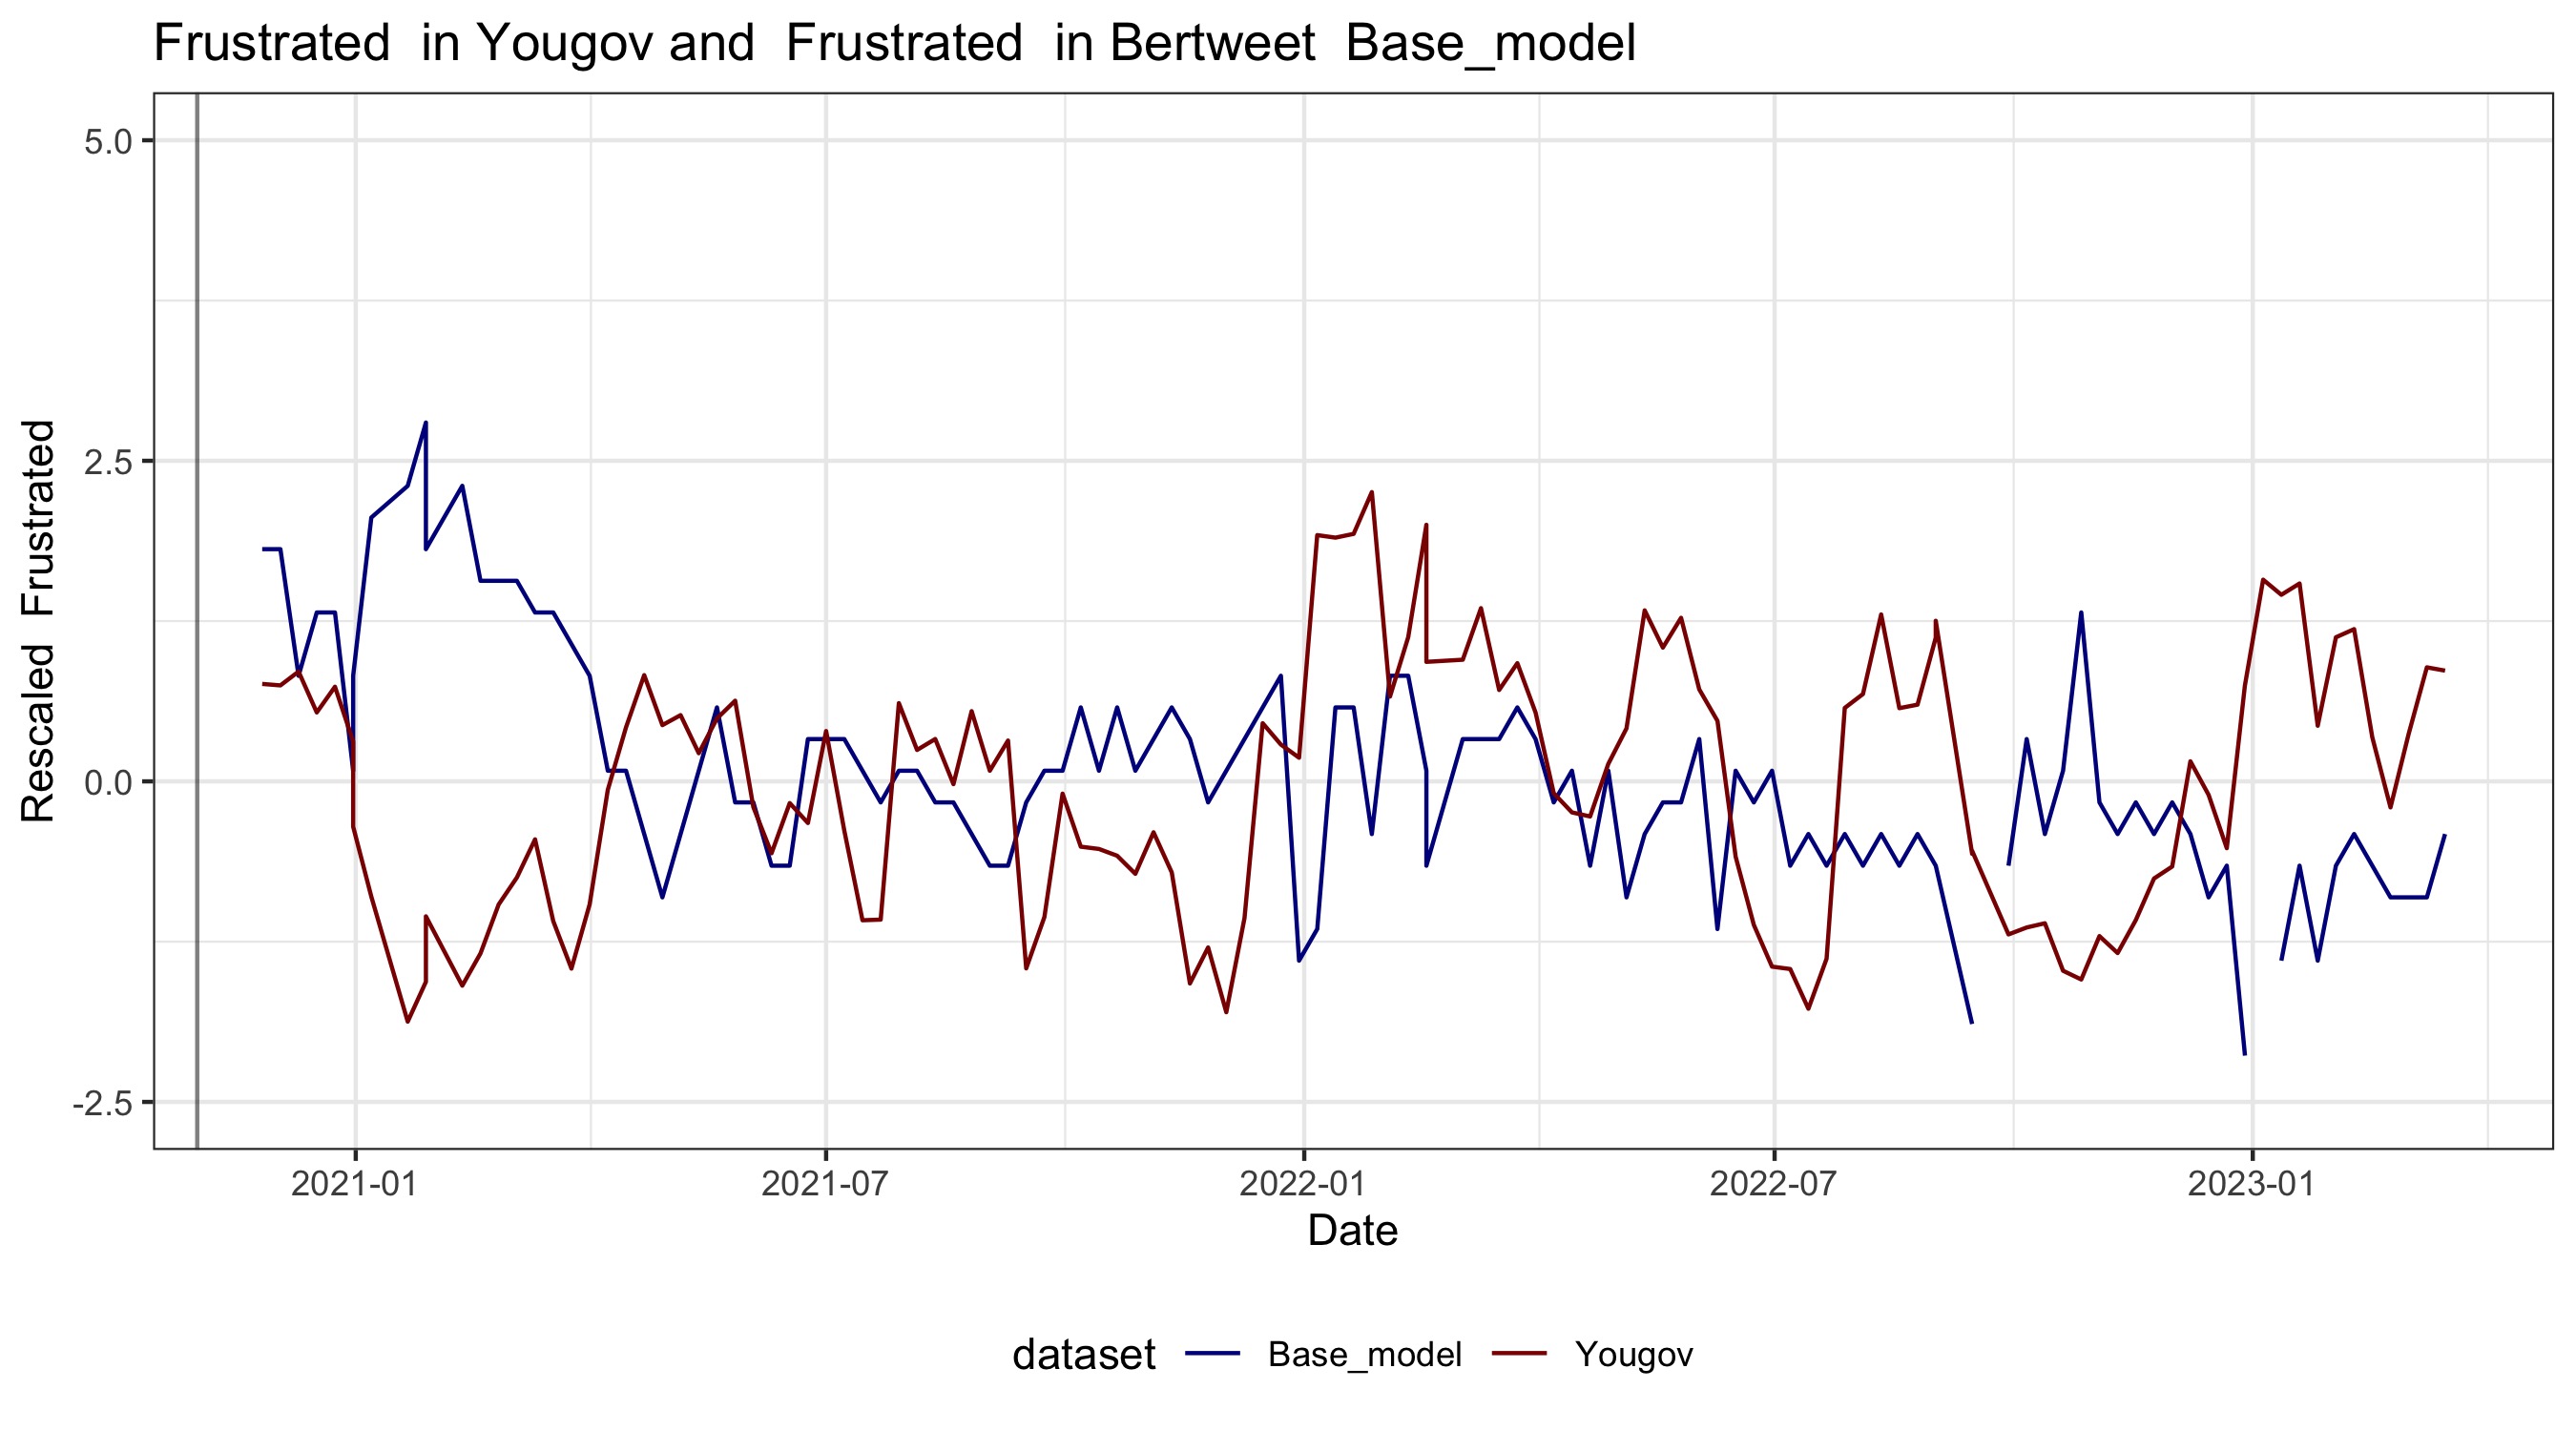 Frustrated  in Yougov and  Frustrated  in Bertweet  Base_model
Rescaled  Frustrated
5.0
2.5
0.0
-2.5
2021-01 2021-07 2022-01 2022-07 2023-01
Date
dataset Base_model Yougov